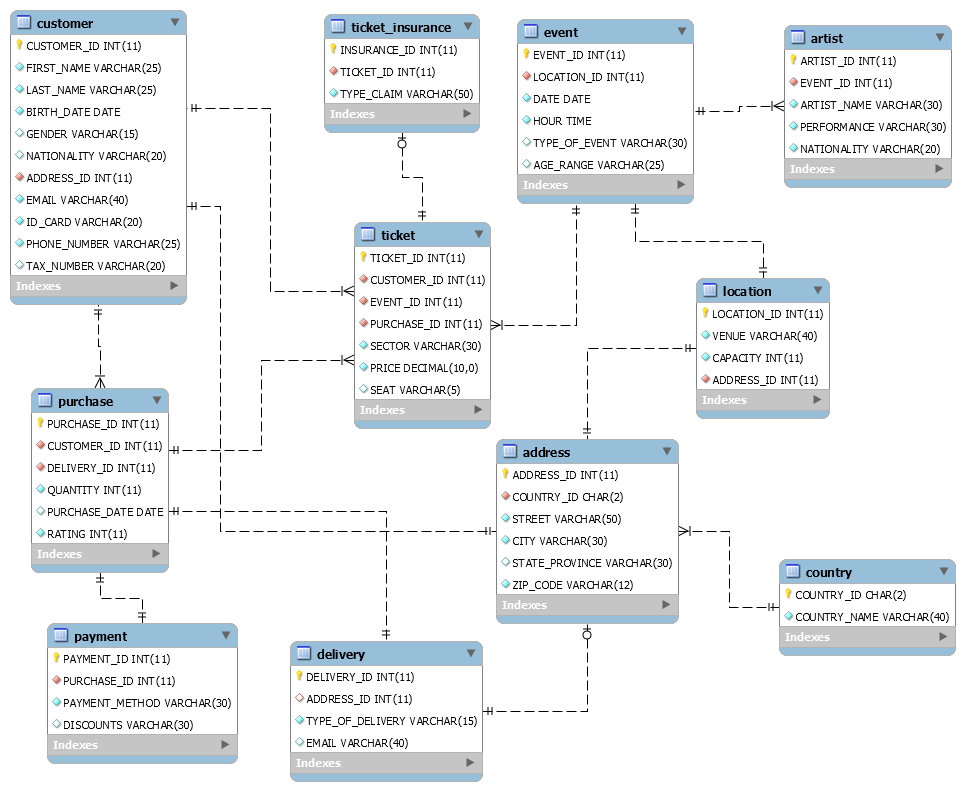 customer
CUSTOMER_ID INT(11)
FIRST_NAME VARCHAR(25)
LAST_NAME VARCHAR(25)
BIRTH_DATE DATE
GENDER VARCHAR(15)
NATIONALITY VARCHAR(20)
ADDRESS_ID INT(11)
EMAIL VARCHAR(40)
ID_CARD VARCHAR(20)
PHONE_NUMBER VARCHAR(25)
TAX_NUMBER VARCHAR(20)
Indexes
ticket_insurance
INSURANCE_ID INT(11)
TICKET_ID INT(11)
TYPE_CLAIM VARCHAR(50)
Indexes
event
EVENT_ID INT(11)
LOCATION_ID INT(11)
DATE DATE
HOUR TIME
TYPE_OF_EVENT VARCHAR(30)
AGE_RANGE VARCHAR(25)
Indexes
artist
ARTIST_ID INT(11)
EVENT_ID INT(11)
ARTIST_NAME VARCHAR(30)
PERFORMANCE VARCHAR(30)
NATIONALITY VARCHAR(20)
Indexes
ticket
TICKET_ID INT(11)
CUSTOMER_ID INT(11)
EVENT_ID INT(11)
PURCHASE_ID INT(11)
SECTOR VARCHAR(30)
PRICE DECIMAL(10,0)
SEAT VARCHAR(5)
Indexes
location
LOCATION_ID INT(11)
VENUE VARCHAR(40)
CAPACITY INT(11)
ADDRESS_ID INT(11)
Indexes
purchase
PURCHASE_ID INT(11)
CUSTOMER_ID INT(11)
DELIVERY_ID INT(11)
QUANTITY INT(11)
PURCHASE_DATE DATE
RATING INT(11)
Indexes
address
ADDRESS_ID INT(11)
COUNTRY_ID CHAR(2)
STREET VARCHAR(50)
CITY VARCHAR(30)
STATE_PROVINCE VARCHAR(30)
ZIP_CODE VARCHAR(12)
Indexes
country
COUNTRY_ID CHAR(2)
COUNTRY_NAME VARCHAR(40)
Indexes
payment
PAYMENT_ID INT(11)
PURCHASE_ID INT(11)
PAYMENT_METHOD VARCHAR(30)
DISCOUNTS VARCHAR(30)
Indexes
delivery
DELIVERY_ID INT(11)
ADDRESS_ID INT(11)
TYPE_OF_DELIVERY VARCHAR(15)
EMAIL VARCHAR(40)
Indexes